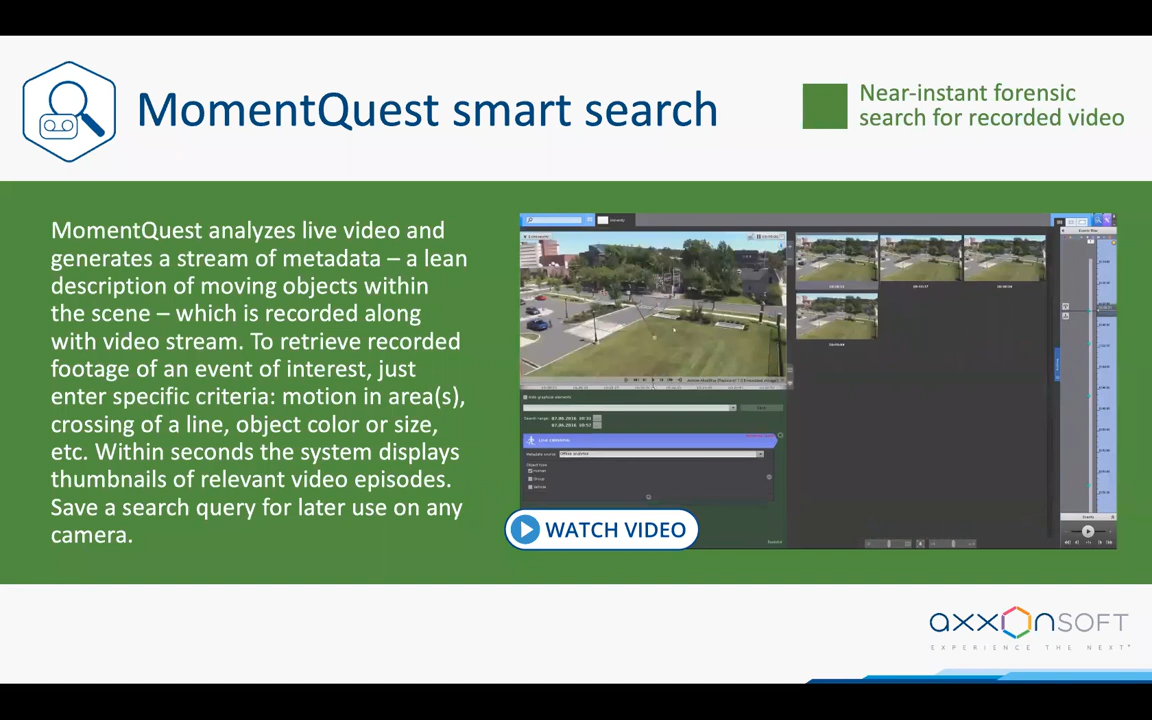 MomentQuest smart search
Near-instant forensic
search for recorded video
MomentQuest analyzes live video and
generates a stream of metadata – a lean
description of moving objects within
the scene – which is recorded along
with video stream. To retrieve recorded
footage of an event of interest, just
enter specific criteria: motion in area(s),
crossing of a line, object color or size,
etc. Within seconds the system displays
thumbnails of relevant video episodes.
Save a search query for later use on any
camera.
Search range:
Object type
WATCH VIDEO
axxonsoft
EXPERIENCE THE NEXT